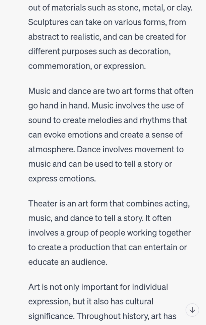 out of materials such as stone, metal, or clay.
Sculptures can take on various forms, from
abstract to realistic, and can be created for
different purposes such as decoration,
commemoration, or expression.
Music and dance are two art forms that often
go hand in hand. Music involves the use of
sound to create melodies and rhythms that
can evoke emotions and create a sense of
atmosphere. Dance involves movement to
music and can be used to tell a story or
express emotions.
Theater is an art form that combines acting,
music, and dance to tell a story. It often
involves a group of people working together
to create a production that can entertain or
educate an audience.
Art is not only important for individual
expression, but it also has cultural
significance. Throughout history, art has